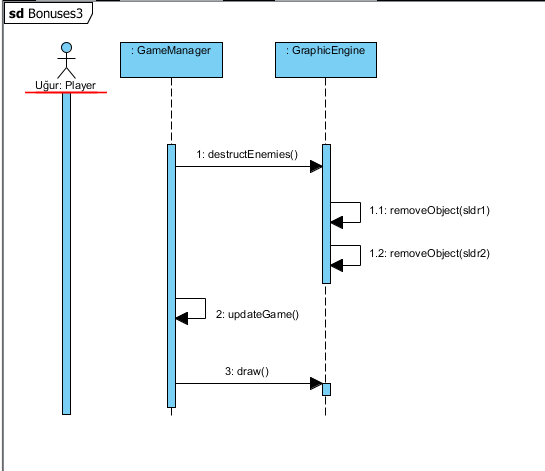 sd Bonuses3
: GameManager
: GraphicEngine
Uğur: Player
1: destructEnemies()
1.1: removeObject(sldr1)
1.2: removeObject(sldr2)
2: updateGame()
3: draw()